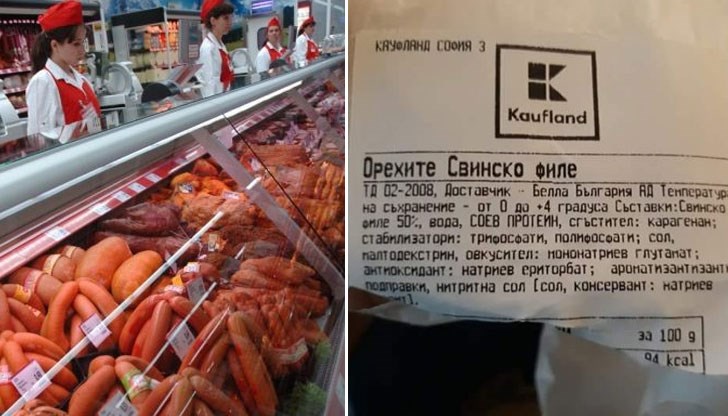 КАУФЛАНД СОФИЯ 3
Kaufland
Орехите Свинско филе
ТД 02-2008, Доставчик - Белла България АД Температура
на съхранение - от 0 до +4 градуса Съставки:Свинско
филе 50%, вода, СОЕВ ПРОТЕИН, сгъстител: карагенан;
стабилизатори: трифосфати, полифосфати; сол,
малтодекстрин, овкусител: мононатриев глутамат;
антиоксидант: натриев ериторбат; ароматизантизант
подправки, нитритна сол [сол, консервант: натриев
за 100 g
94 kcal